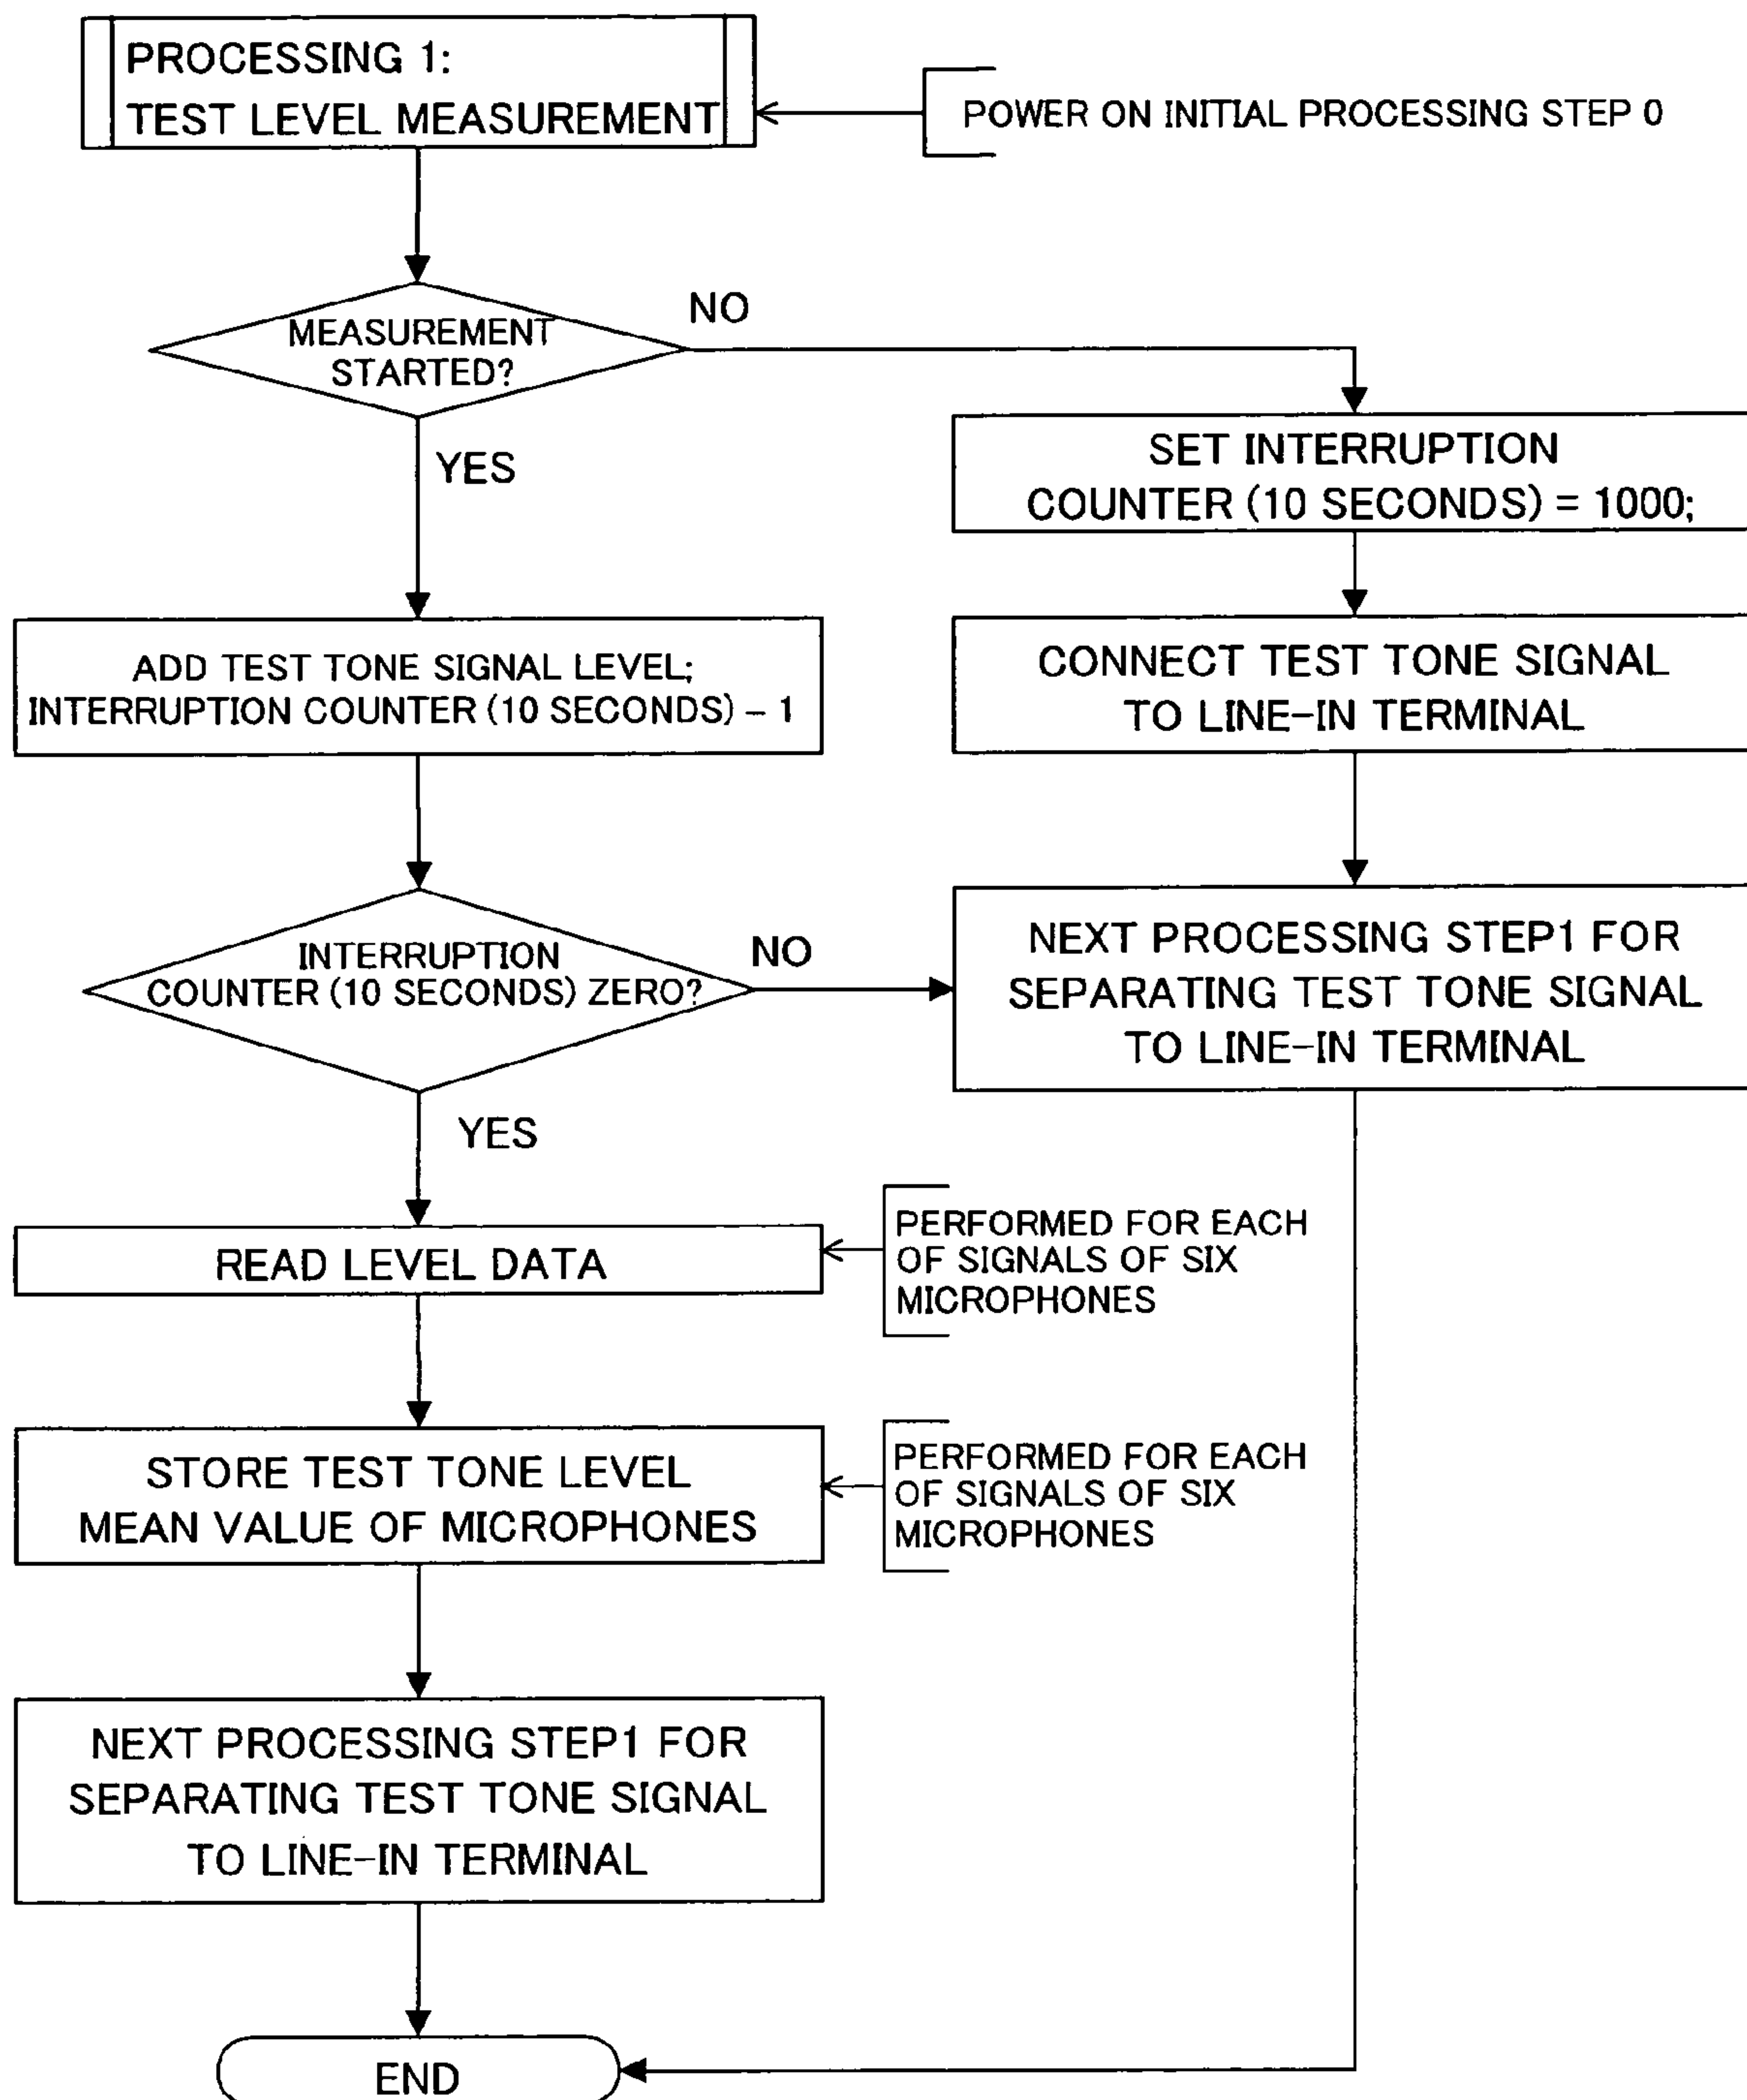 PROCESSING 1:
TEST LEVEL MEASUREMENT
POWER ON INITIAL PROCESSING STEP 0
MEASUREMENT
STARTED?
NO
YES
SET INTERRUPTION
COUNTER (10 SECONDS) = 1000;
ADD TEST TONE SIGNAL LEVEL;
INTERRUPTION COUNTER (10 SECONDS) – 1
CONNECT TEST TONE SIGNAL
TO LINE-IN TERMINAL
INTERRUPTION
COUNTER (10 SECONDS) ZERO?
NO
YES
NEXT PROCESSING STEP1 FOR
SEPARATING TEST TONE SIGNAL
TO LINE-IN TERMINAL
READ LEVEL DATA
PERFORMED FOR EACH
OF SIGNALS OF SIX
MICROPHONES
STORE TEST TONE LEVEL
MEAN VALUE OF MICROPHONES
PERFORMED FOR EACH
OF SIGNALS OF SIX
MICROPHONES
NEXT PROCESSING STEP1 FOR
SEPARATING TEST TONE SIGNAL
TO LINE-IN TERMINAL
END